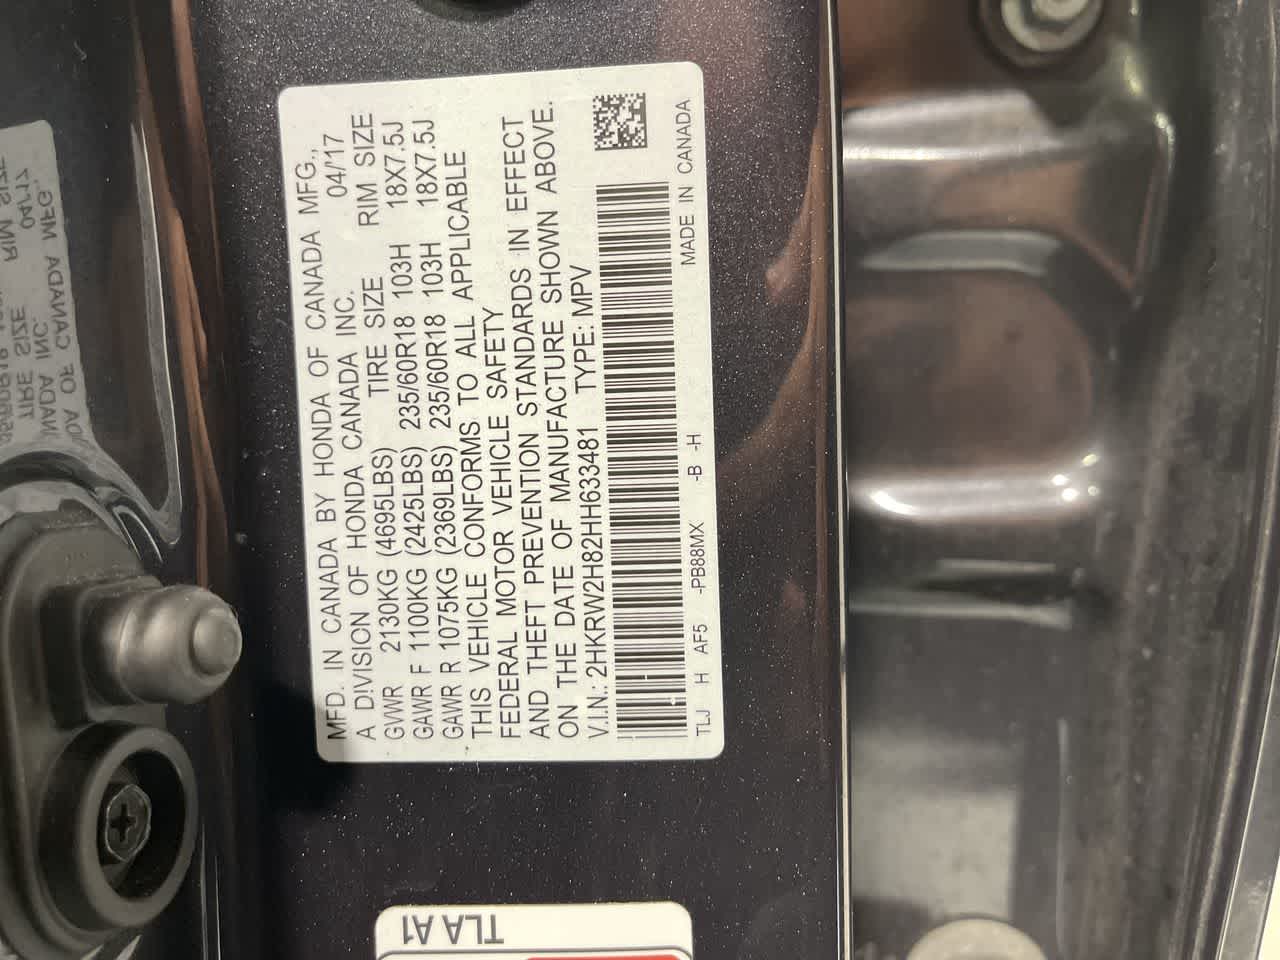 MFD. IN CANADA BY HONDA OF CANADA MFG.,
A DIVISION OF HONDA CANADA INC. 04/17
GVWR 2130KG (4695LBS) TIRE SIZE RIM SIZE
GAWR F 1100KG (2425LBS) 235/60R18 103H 18X7.5J
GAWR R 1075KG (2369LBS) 235/60R18 103H 18X7.5J
THIS VEHICLE CONFORMS TO ALL APPLICABLE
FEDERAL MOTOR VEHICLE SAFETY
AND THEFT PREVENTION STANDARDS IN EFFECT
ON THE DATE OF MANUFACTURE SHOWN ABOVE.
V.I.N.: 2HKRW2H82HH633481 TYPE: MPV
TLJ H AF5 -PB88MX -B -H MADE IN CANADA
TLA A1